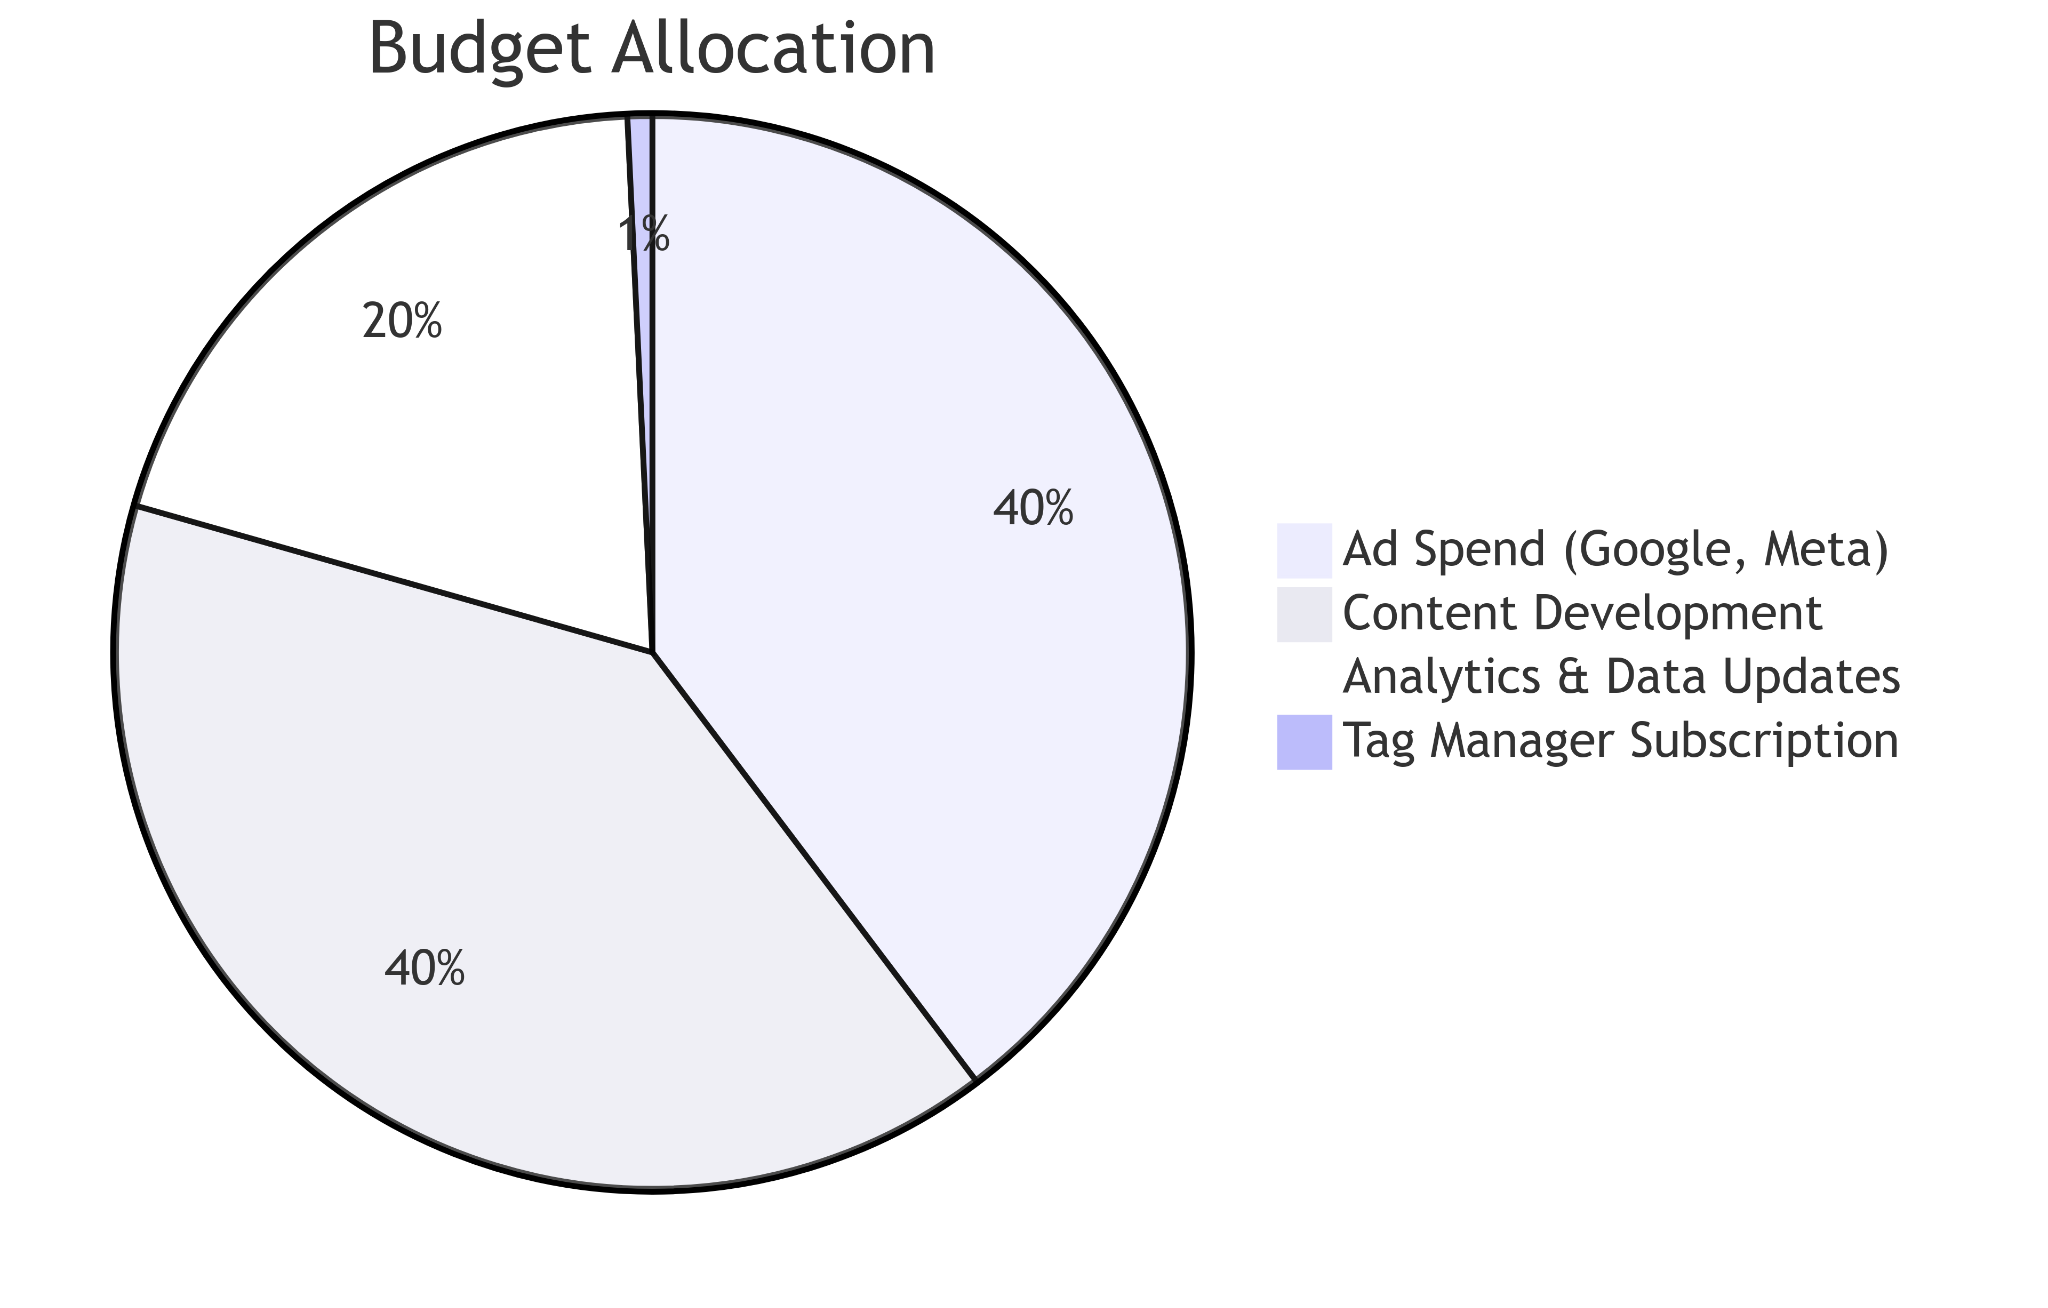 Budget Allocation
1%
20%
40%
40%
Ad Spend (Google, Meta)
Content Development
Analytics & Data Updates
Tag Manager Subscription